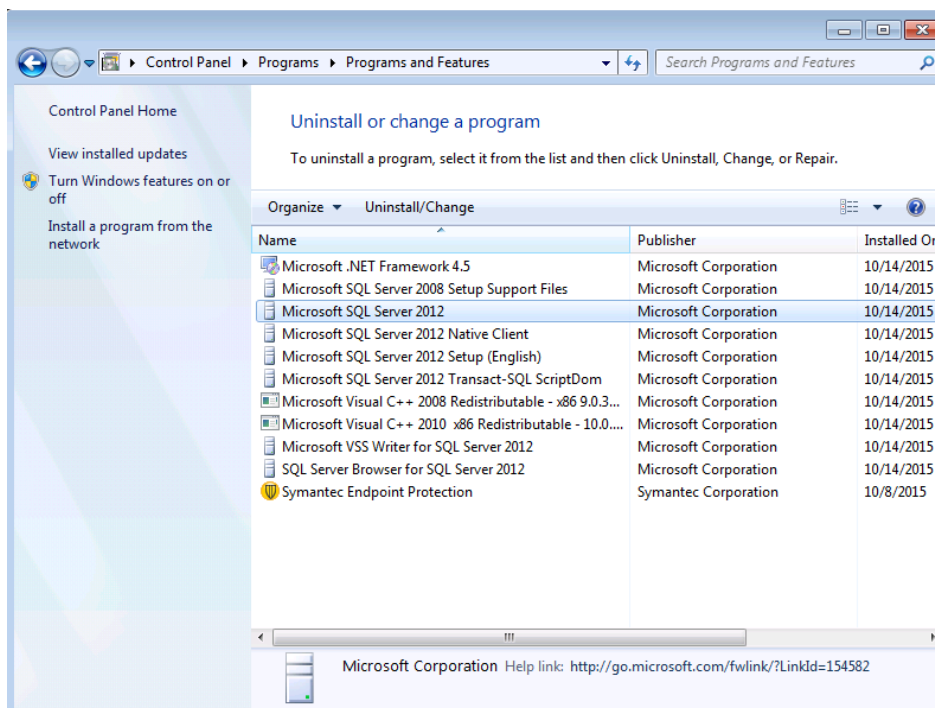 Control Panel Programs Programs and Features Search Programs and Features
Control Panel Home
View installed updates
Turn Windows features on or
off
Install a program from the
network
Uninstall or change a program
To uninstall a program, select it from the list and then click Uninstall, Change, or Repair.
Organize Uninstall/Change
Name Publisher Installed Or
Microsoft .NET Framework 4.5 Microsoft Corporation 10/14/2015
Microsoft SQL Server 2008 Setup Support Files Microsoft Corporation 10/14/2015
Microsoft SQL Server 2012 Microsoft Corporation 10/14/2015
Microsoft SQL Server 2012 Native Client Microsoft Corporation 10/14/2015
Microsoft SQL Server 2012 Setup (English) Microsoft Corporation 10/14/2015
Microsoft SQL Server 2012 Transact-SQL ScriptDom Microsoft Corporation 10/14/2015
Microsoft Visual C++ 2008 Redistributable - x86 9.0.3... Microsoft Corporation 10/14/2015
Microsoft Visual C++ 2010 x86 Redistributable - 10.0.... Microsoft Corporation 10/14/2015
Microsoft VSS Writer for SQL Server 2012 Microsoft Corporation 10/14/2015
SQL Server Browser for SQL Server 2012 Microsoft Corporation 10/14/2015
Symantec Endpoint Protection Symantec Corporation 10/8/2015
Microsoft Corporation Help link: http://go.microsoft.com/fwlink/?LinkId=154582